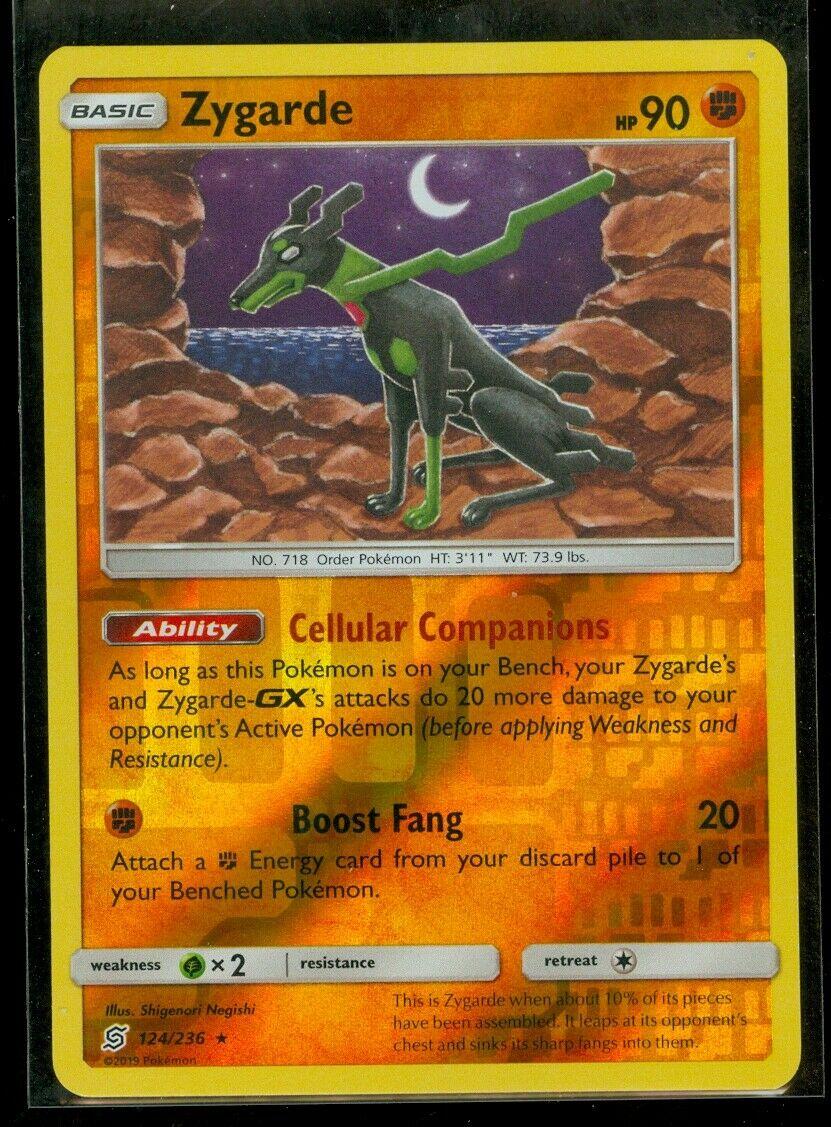 BASIC Zygarde HP 90
NO. 718 Order Pokémon HT: 3'11" WT: 73.9 lbs.
Ability Cellular Companions
As long as this Pokémon is on your Bench, your Zygarde's
and Zygarde-GX's attacks do 20 more damage to your
opponent's Active Pokémon (before applying Weakness and
Resistance).
Boost Fang 20
Attach a Energy card from your discard pile to 1 of
your Benched Pokémon.
weakness ×2 resistance retreat
Illus. Shigenori Negishi
124/236
©2019 Pokémon
This is Zygarde when about 10% of its pieces
have been assembled. It leaps at its opponent's
chest and sinks its sharp fangs into them.